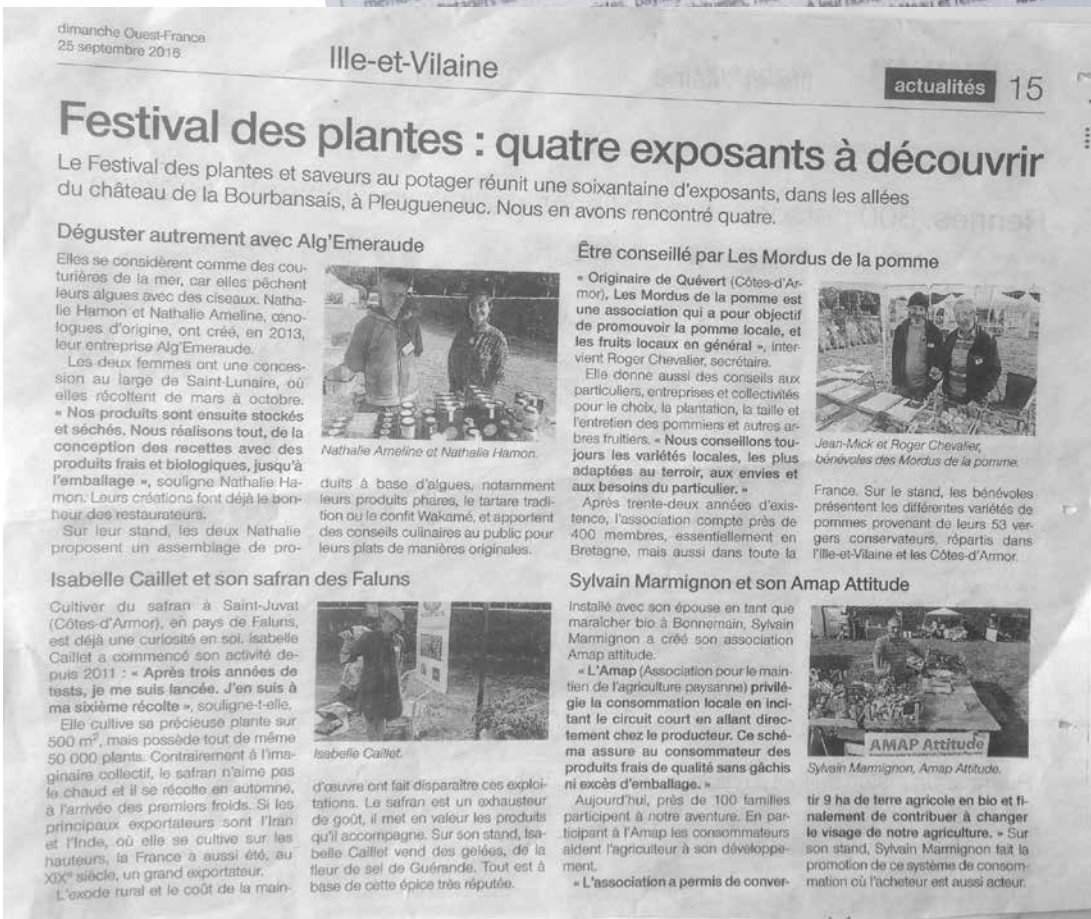 dimanche Ouest-France
25 septembre 2016
Ille-et-Vilaine
actualités 15
Festival des plantes : quatre exposants à découvrir
Le Festival des plantes et saveurs au potager réunit une soixantaine d'exposants, dans les allées
du château de la Bourbansais, à Pleugueneuc. Nous en avons rencontré quatre.
Déguster autrement avec Alg'Emeraude
Elles se considèrent comme des cou-
turières de la mer, car elles pêchent
leurs algues avec des ciseaux. Natha-
lie Hamon et Nathalie Ameline, œno-
logues d'origine, ont créé, en 2013,
leur entreprise Alg'Emeraude.
Les deux femmes ont une conces-
sion au large de Saint-Lunaire, où
elles récoltent de mars à octobre.
« Nos produits sont ensuite stockés
et séchés. Nous réalisons tout, de la
conception des recettes avec des
produits frais et biologiques, jusqu'à
l'emballage », souligne Nathalie Ha-
mon. Leurs créations font déjà le bon-
heur des restaurateurs.
Sur leur stand, les deux Nathalie
proposent un assemblage de pro-
Nathalie Ameline et Nathalie Hamon.
duits à base d'algues, notamment
leurs produits phares, le tartare tradi-
tion ou le confit Wakamé, et apportent
des conseils culinaires au public pour
leurs plats de manières originales.
Être conseillé par Les Mordus de la pomme
« Originaire de Quévert (Côtes-d'Ar-
mor), Les Mordus de la pomme est
une association qui a pour objectif
de promouvoir la pomme locale, et
les fruits locaux en général », inter-
vient Roger Chevalier, secrétaire.
Elle donne aussi des conseils aux
particuliers, entreprises et collectivités
pour le choix, la plantation, la taille et
l'entretien des pommiers et autres ar-
bres fruitiers. « Nous conseillons tou-
jours les variétés locales, les plus
adaptées au terroir, aux envies et
aux besoins du particulier. »
Après trente-deux années d'exis-
tence, l'association compte près de
400 membres, essentiellement en
Bretagne, mais aussi dans toute la
Jean-Mick et Roger Chevalier,
bénévoles des Mordus de la pomme.
France. Sur le stand, les bénévoles
présentent les différentes variétés de
pommes provenant de leurs 53 ver-
gers conservateurs, répartis dans
l'Ille-et-Vilaine et les Côtes-d'Armor.
Isabelle Caillet et son safran des Faluns
Cultiver du safran à Saint-Juvat
(Côtes-d'Armor), en pays de Faluns,
est déjà une curiosité en soi. Isabelle
Caillet a commencé son activité de-
puis 2011 : « Après trois années de
tests, je me suis lancée. J'en suis à
ma sixième récolte », souligne-t-elle.
Elle cultive sa précieuse plante sur
500 m², mais possède tout de même
50 000 plants. Contrairement à l'ima-
ginaire collectif, le safran n'aime pas
le chaud et il se récolte en automne,
à l'arrivée des premiers froids. Si les
principaux exportateurs sont l'Iran
et l'Inde, où elle se cultive sur les
hauteurs, la France a aussi été, au
XIXe siècle, un grand exportateur.
L'exode rural et le coût de la main-
Isabelle Caillet.
d'œuvre ont fait disparaître ces exploi-
tations. Le safran est un exhausteur
de goût, il met en valeur les produits
qu'il accompagne. Sur son stand, Isa-
belle Caillet vend des gelées, de la
fleur de sel de Guérande. Tout est à
base de cette épice très réputée.
Sylvain Marmignon et son Amap Attitude
Installé avec son épouse en tant que
maraîcher bio à Bonnemain, Sylvain
Marmignon a créé son association
Amap attitude.
« L'Amap (Association pour le main-
tien de l'agriculture paysanne) privilé-
gie la consommation locale en inci-
tant le circuit court en allant direc-
tement chez le producteur. Ce sché-
ma assure au consommateur des
produits frais de qualité sans gâchis
ni excès d'emballage. »
Aujourd'hui, près de 100 familles
participent à notre aventure. En par-
ticipant à l'Amap les consommateurs
aident l'agriculteur à son développe-
ment.
« L'association a permis de conver-
AMAP Attitude
Sylvain Marmignon, Amap Attitude.
tir 9 ha de terre agricole en bio et fi-
nalement de contribuer à changer
le visage de notre agriculture. » Sur
son stand, Sylvain Marmignon fait la
promotion de ce système de consom-
mation où l'acheteur est aussi acteur.